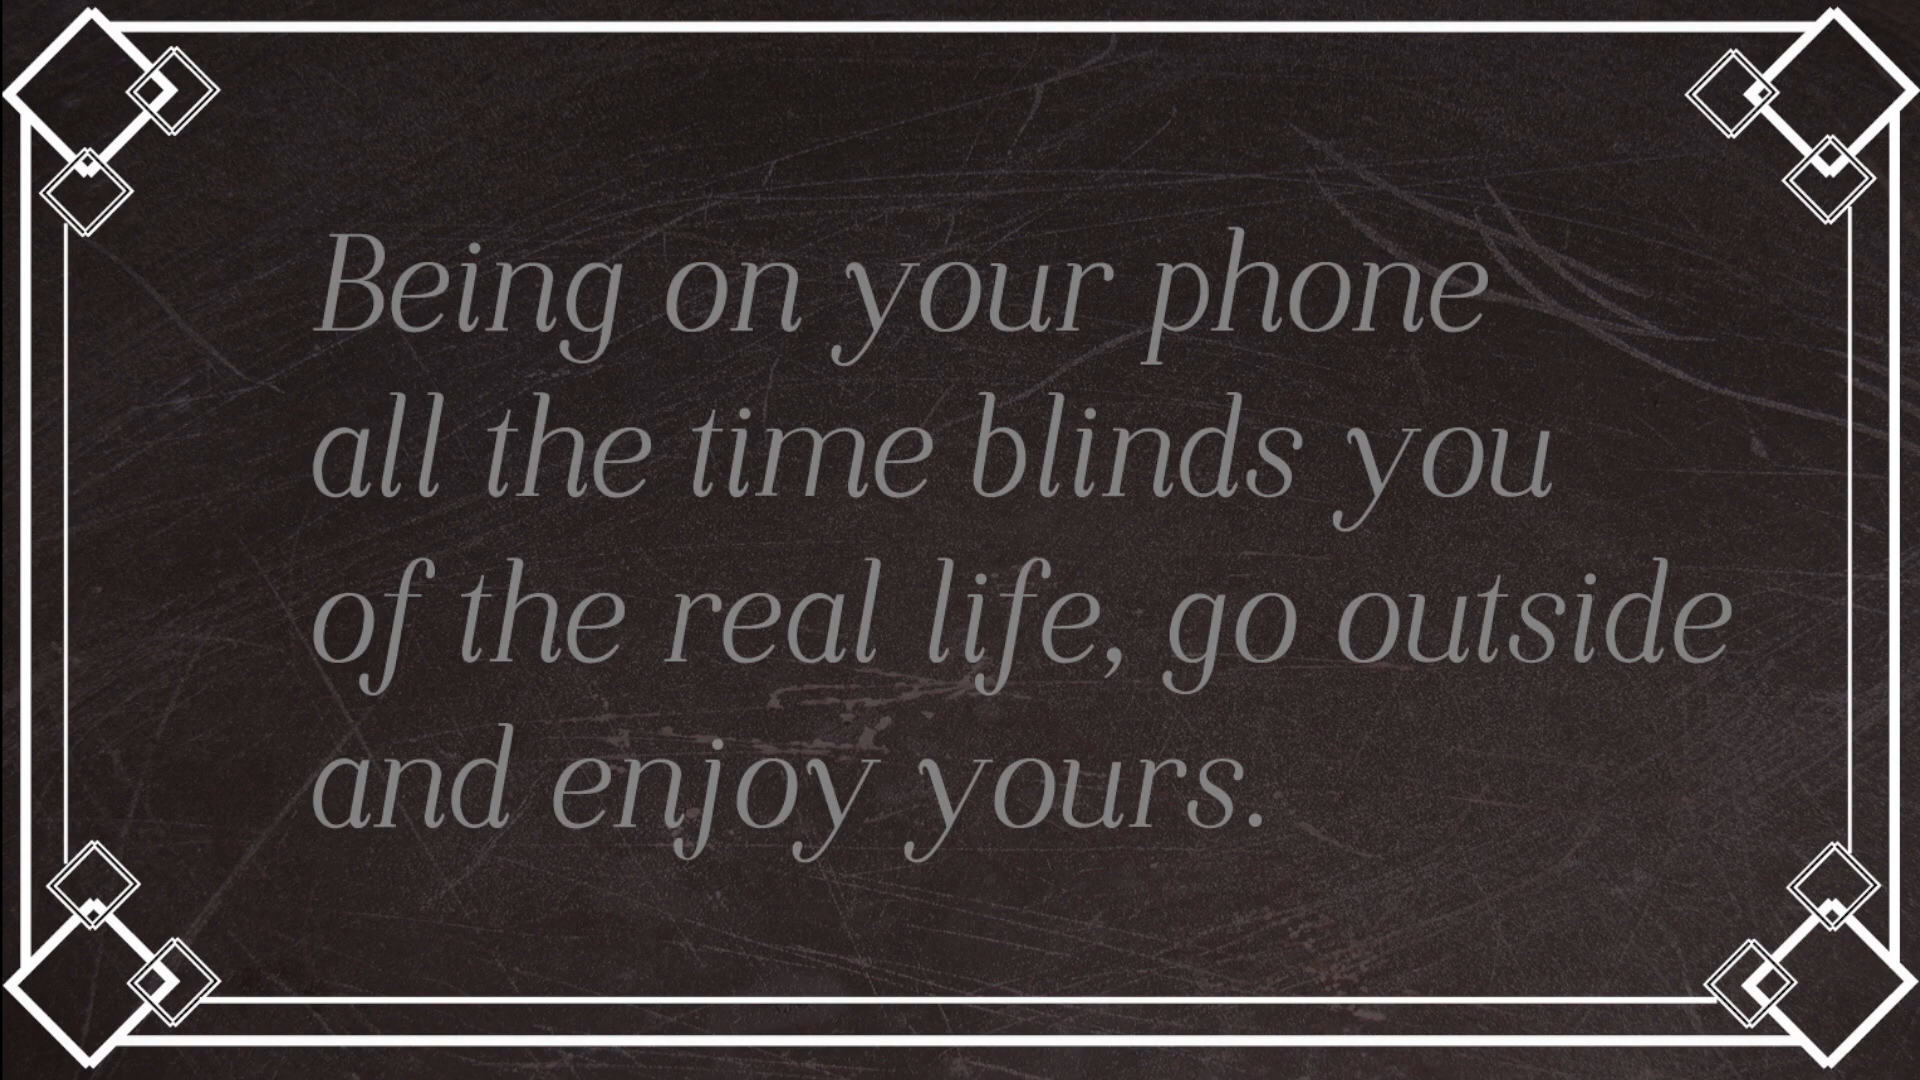 Being on your phone
all the time blinds you
of the real life, go outside
and enjoy yours.